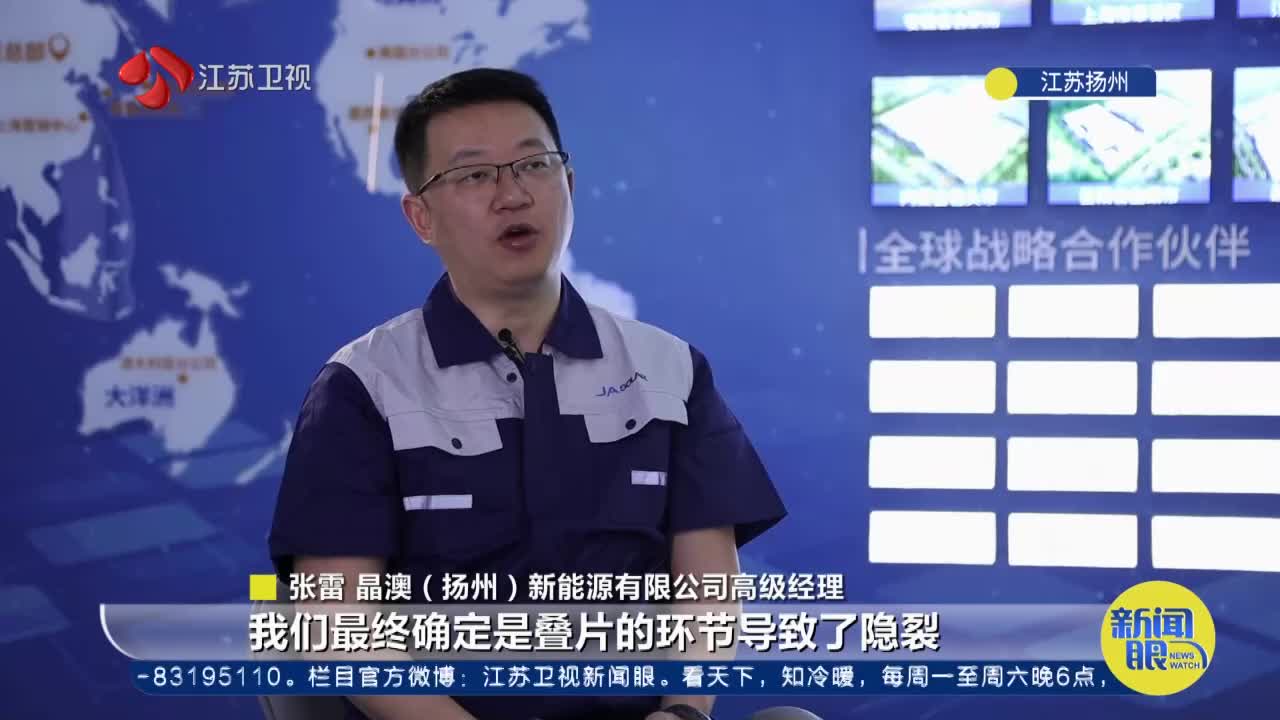 江苏卫视
江苏扬州
总部
全球战略合作伙伴
大洋洲
JA SOLAR
张雷 晶澳（扬州）新能源有限公司高级经理
我们最终确定是叠片的环节导致了隐裂
新闻眼
NEWS WATCH
-83195110。栏目官方微博：江苏卫视新闻眼。看天下，知冷暖，每周一至周六晚6点，